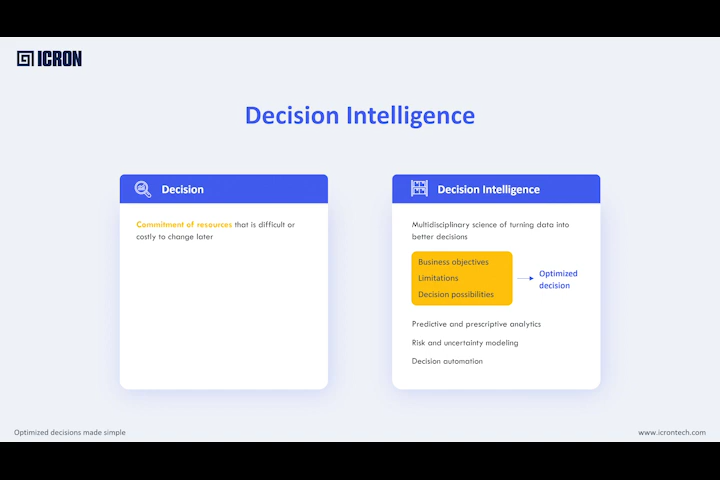 ICRON
Decision Intelligence
Decision
Commitment of resources that is difficult or
costly to change later
Decision Intelligence
Multidisciplinary science of turning data into
better decisions
Business objectives
Limitations
Decision possibilities
Optimized
decision
Predictive and prescriptive analytics
Risk and uncertainty modeling
Decision automation
Optimized decisions made simple
www.icrontech.com